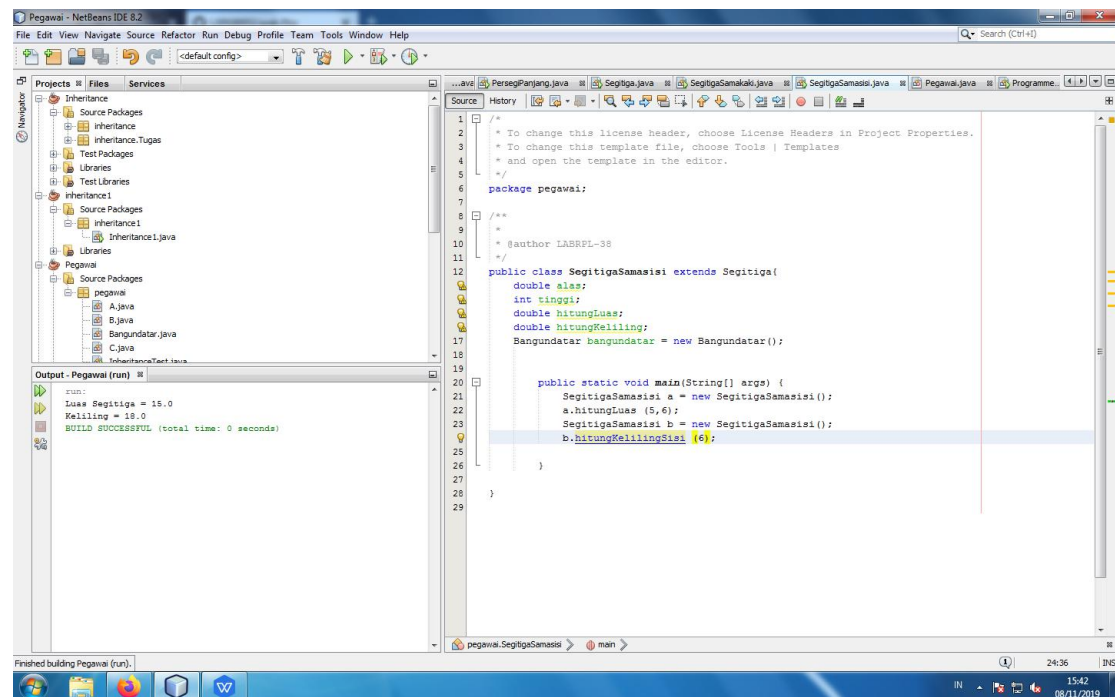 Pegawai - NetBeans IDE 8.2
File Edit View Navigate Source Refactor Run Debug Profile Team Tools Window Help
Search (Ctrl+I)
<default config>
Projects Files Services
Navigator
Inheritance
Source Packages
inheritance
inheritance.Tugas
Test Packages
Libraries
Test Libraries
inheritance1
Source Packages
inheritance1
Inheritance1.java
Libraries
Pegawai
Source Packages
pegawai
A.java
B.java
Bangundatar.java
C.java
InheritanceTest.java
Output - Pegawai (run)
run:
Luas Segitiga = 15.0
Keliling = 18.0
BUILD SUCCESSFUL (total time: 0 seconds)
...ava PersegiPanjang.java Segitiga.java SegitigaSamakaki.java SegitigaSamasisi.java Pegawai.java Programme...
Source History
1 /*
2 * To change this license header, choose License Headers in Project Properties.
3 * To change this template file, choose Tools | Templates
4 * and open the template in the editor.
5 */
6 package pegawai;
7
8 /**
9 *
10 * @author LABRPL-38
11 */
12 public class SegitigaSamasisi extends Segitiga{
double alas;
int tinggi;
double hitungLuas;
double hitungKeliling;
17 Bangundatar bangundatar = new Bangundatar();
18
19
20 public static void main(String[] args) {
21 SegitigaSamasisi a = new SegitigaSamasisi();
22 a.hitungLuas (5,6);
23 SegitigaSamasisi b = new SegitigaSamasisi();
b.hitungKelilingSisi (6);
25
26 }
27
28 }
29
pegawai.SegitigaSamasisi main
Finished building Pegawai (run).
1 24:36 INS
IN 15:42
08/11/2019